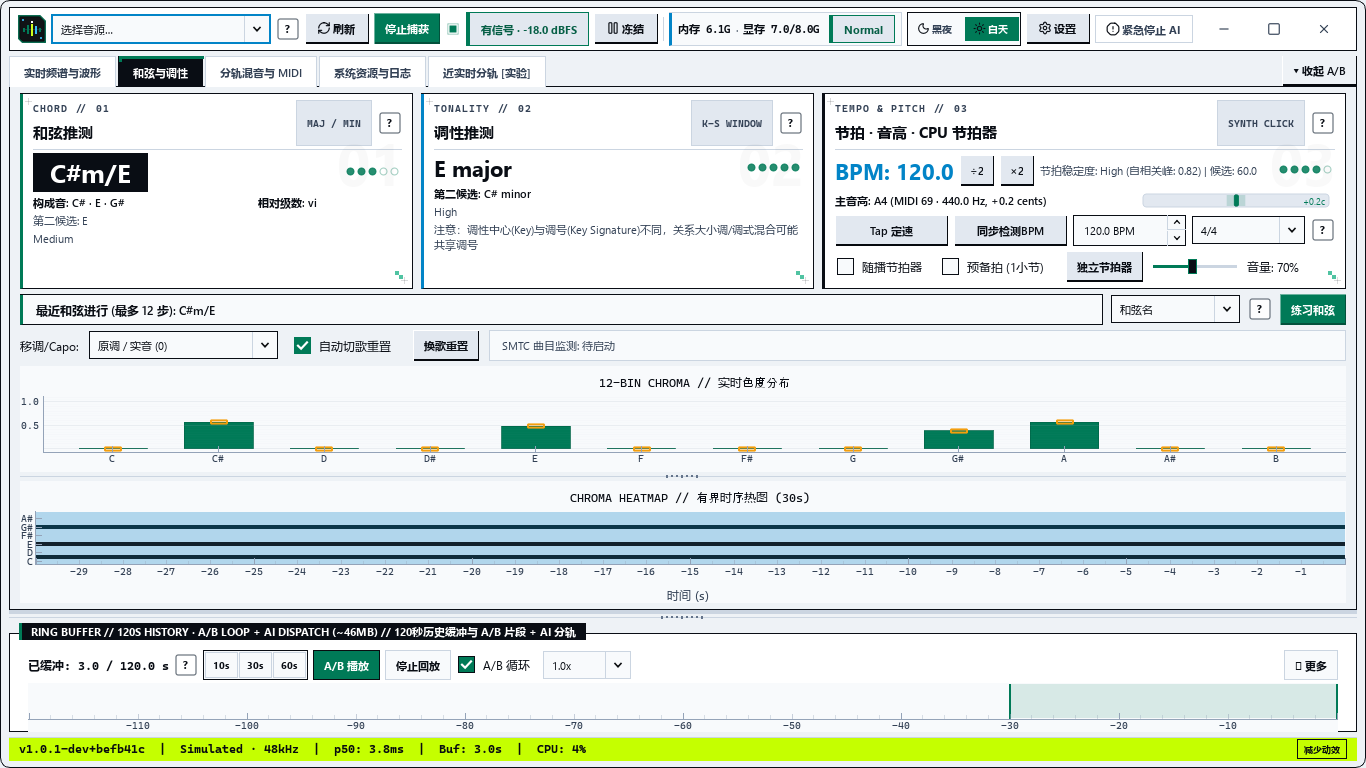 选择音源...
?
刷新
停止捕获
有信号 · -18.0 dBFS
冻结
内存 6.1G · 显存 7.0/8.0G
Normal
黑夜
白天
设置
紧急停止 AI
实时频谱与波形
和弦与调性
分轨混音与 MIDI
系统资源与日志
近实时分轨 [实验]
收起 A/B
CHORD // 01
和弦推测
MAJ / MIN
?
01
C#m/E
构成音: C# · E · G#
相对级数: vi
第二候选: E
Medium
TONALITY // 02
调性推测
K-S WINDOW
?
02
E major
第二候选: C# minor
High
注意：调性中心(Key)与调号(Key Signature)不同，关系大小调/调式混合可能
共享调号
TEMPO & PITCH // 03
节拍 · 音高 · CPU 节拍器
SYNTH CLICK
?
03
BPM: 120.0
÷2
×2
节拍稳定度: High (自相关峰: 0.82) | 候选: 60.0
主音高: A4 (MIDI 69 · 440.0 Hz, +0.2 cents)
+0.2c
Tap 定速
同步检测BPM
120.0 BPM
4/4
?
随播节拍器
预备拍 (1小节)
独立节拍器
音量: 70%
最近和弦进行 (最多 12 步): C#m/E
和弦名
?
练习和弦
移调/Capo:
原调 / 实音 (0)
自动切歌重置
换歌重置
SMTC 曲目监测: 待启动
12-BIN CHROMA // 实时色度分布
1.0
0.5
C C# D D# E F F# G G# A A# B
CHROMA HEATMAP // 有界时序热图 (30s)
A#
G#
F#
E
D
C
-29 -28 -27 -26 -25 -24 -23 -22 -21 -20 -19 -18 -17 -16 -15 -14 -13 -12 -11 -10 -9 -8 -7 -6 -5 -4 -3 -2 -1
时间 (s)
RING BUFFER // 120S HISTORY · A/B LOOP + AI DISPATCH (~46MB) // 120秒历史缓冲与 A/B 片段 + AI 分轨
已缓冲: 3.0 / 120.0 s
?
10s
30s
60s
A/B 播放
停止回放
A/B 循环
1.0x
更多
-110 -100 -90 -80 -70 -60 -50 -40 -30 -20 -10
v1.0.1-dev+befb41c | Simulated · 48kHz | p50: 3.8ms | Buf: 3.0s | CPU: 4%
减少动效